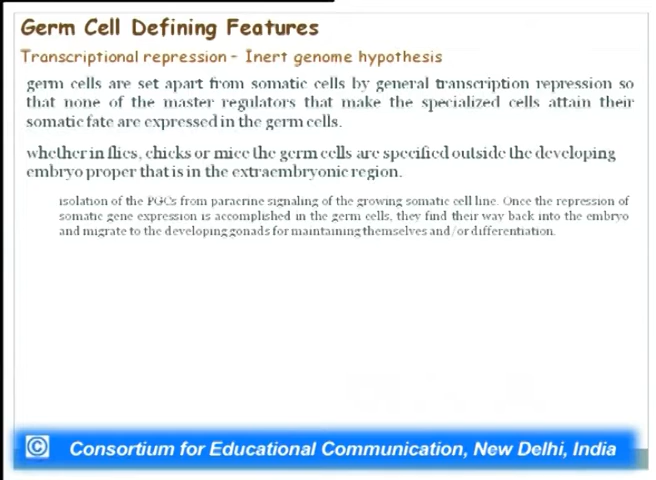 Germ Cell Defining Features
Transcriptional repression - Inert genome hypothesis
germ cells are set apart from somatic cells by general transcription repression so
that none of the master regulators that make the specialized cells attain their
somatic fate are expressed in the germ cells.
whether in flies, chicks or mice the germ cells are specified outside the developing
embryo proper that is in the extraembryonic region.
isolation of the PGCs from paracrine signaling of the growing somatic cell line. Once the repression of
somatic gene expression is accomplished in the germ cells, they find their way back into the embryo
and migrate to the developing gonads for maintaining themselves and/or differentiation.
© Consortium for Educational Communication, New Delhi, India